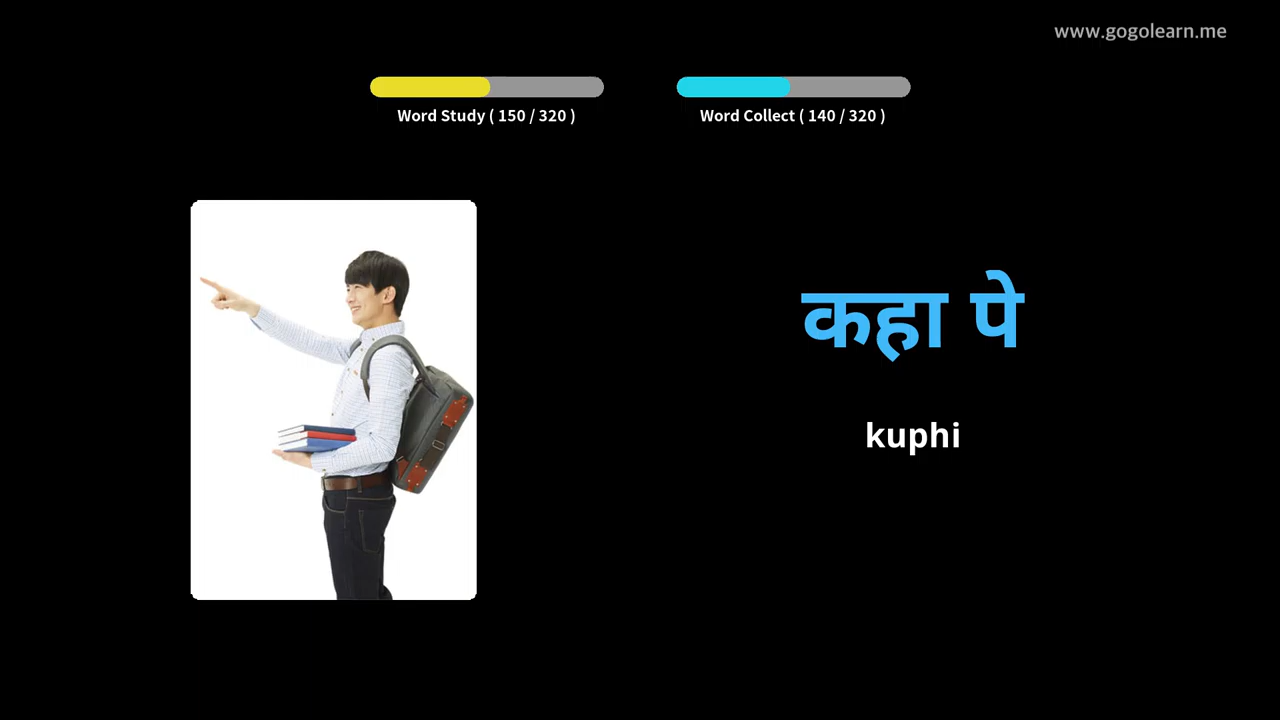 www.gogolearn.me
Word Study ( 150 / 320 )
Word Collect ( 140 / 320 )
कहा पे
kuphi